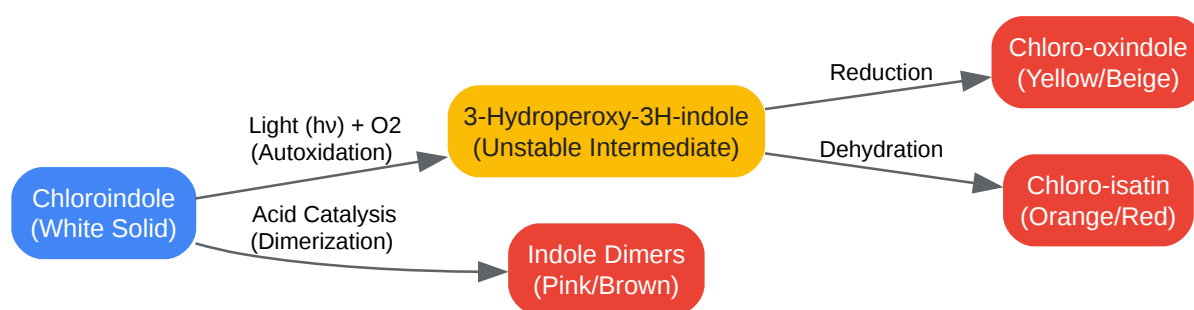 Chloroindole
(White Solid)
Light (hν) + O2
(Autoxidation)
Acid Catalysis
(Dimerization)
3-Hydroperoxy-3H-indole
(Unstable Intermediate)
Indole Dimers
(Pink/Brown)
Reduction
Dehydration
Chloro-oxindole
(Yellow/Beige)
Chloro-isatin
(Orange/Red)